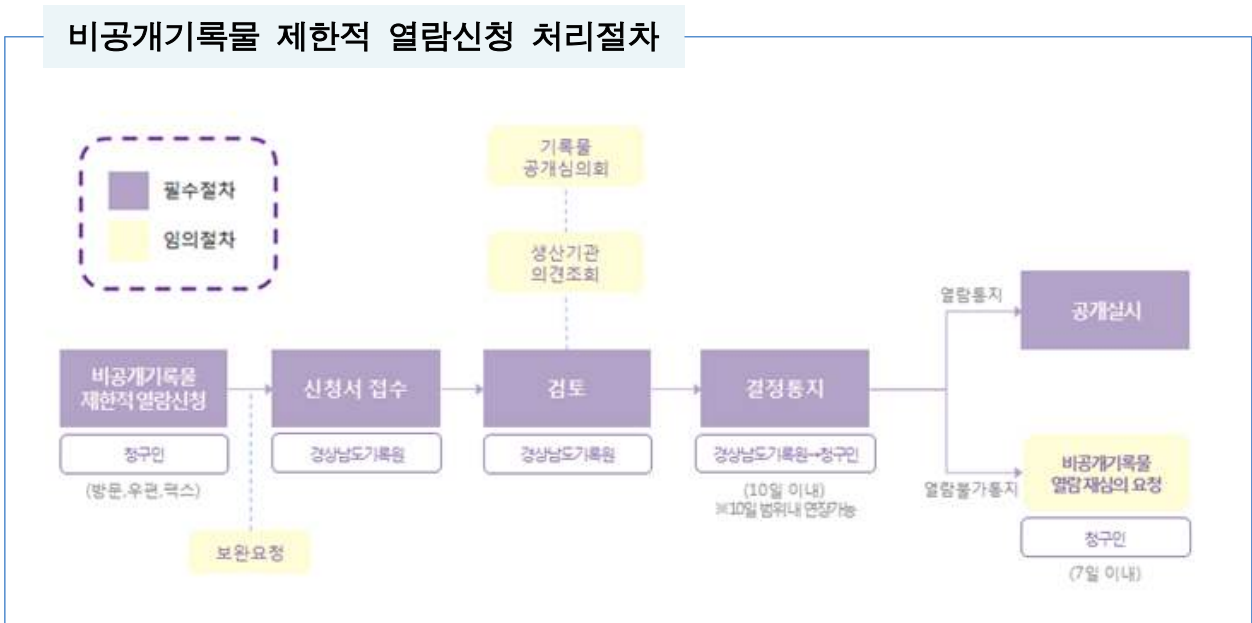 비공개기록물 제한적 열람신청 처리절차
필수절차
임의절차
기록물
공개심의회
생산기관
의견조회
비공개기록물
제한적 열람신청
청구인
(방문,우편,팩스)
보완요청
신청서 접수
경상남도기록원
검토
경상남도기록원
결정통지
경상남도기록원→청구인
(10일 이내)
※10일 범위내 연장가능
열람통지
공개실시
열람불가통지
비공개기록물
열람 재심의 요청
청구인
(7일 이내)